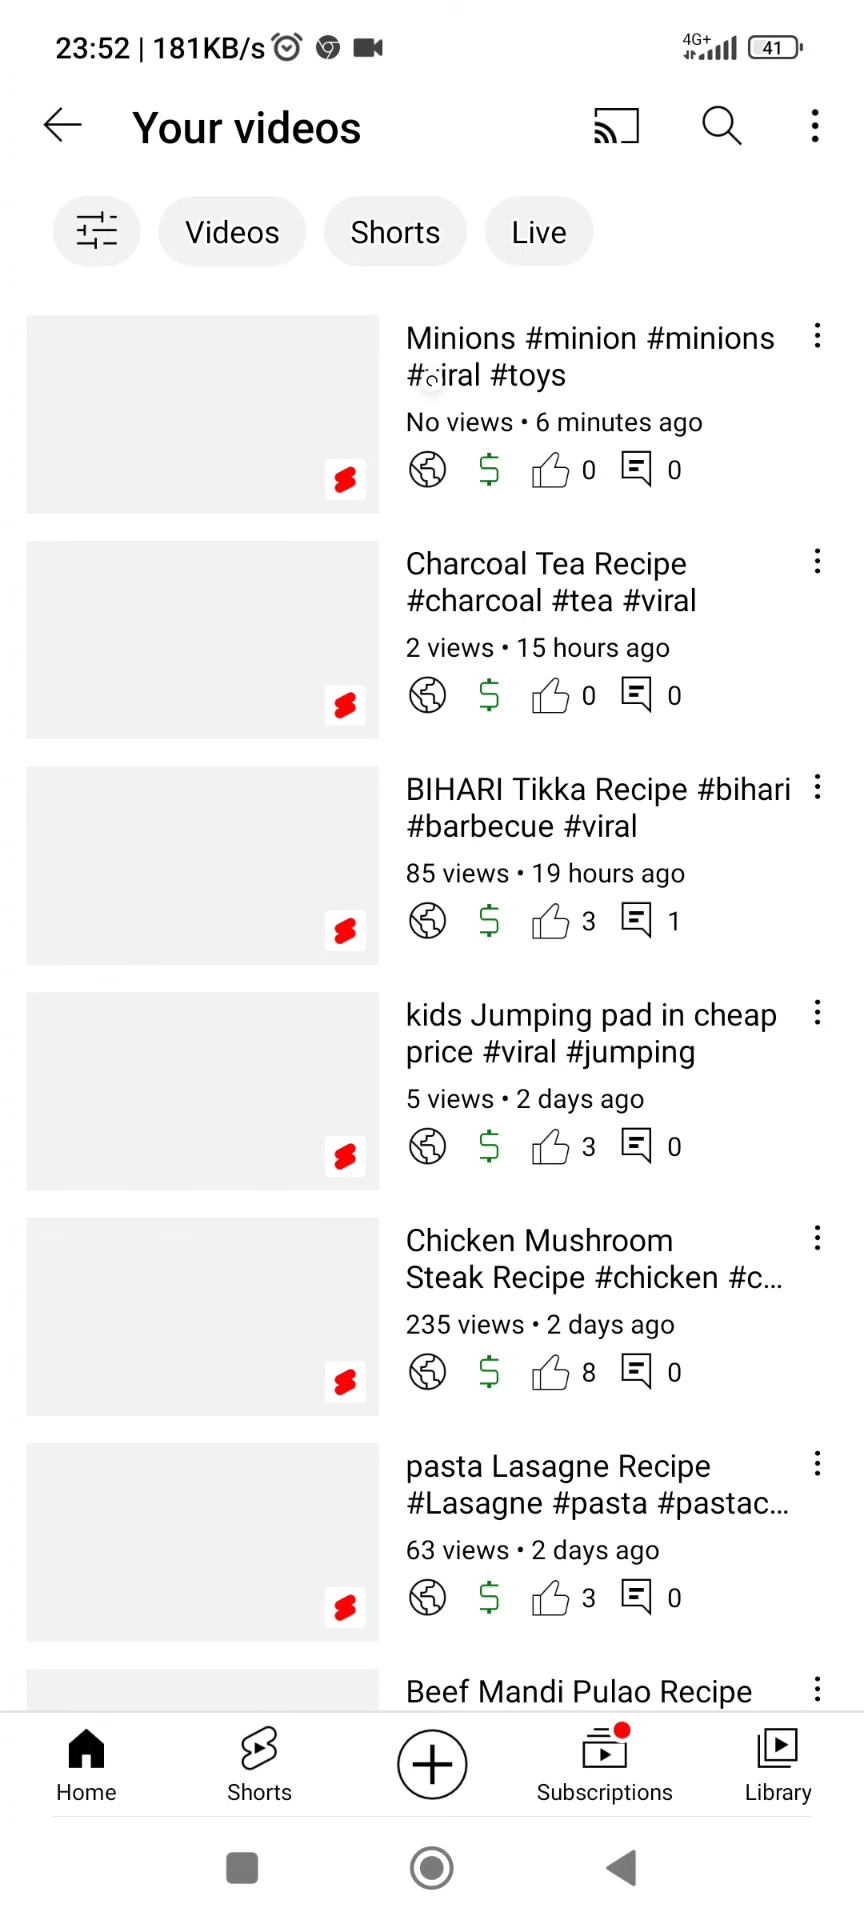 23:52 | 181KB/s 4G+ 41
Your videos
Videos Shorts Live
Minions #minion #minions
#viral #toys
No views • 6 minutes ago
0 0
Charcoal Tea Recipe
#charcoal #tea #viral
2 views • 15 hours ago
0 0
BIHARI Tikka Recipe #bihari
#barbecue #viral
85 views • 19 hours ago
3 1
kids Jumping pad in cheap
price #viral #jumping
5 views • 2 days ago
3 0
Chicken Mushroom
Steak Recipe #chicken #c...
235 views • 2 days ago
8 0
pasta Lasagne Recipe
#Lasagne #pasta #pastac...
63 views • 2 days ago
3 0
Beef Mandi Pulao Recipe
Home Shorts Subscriptions Library